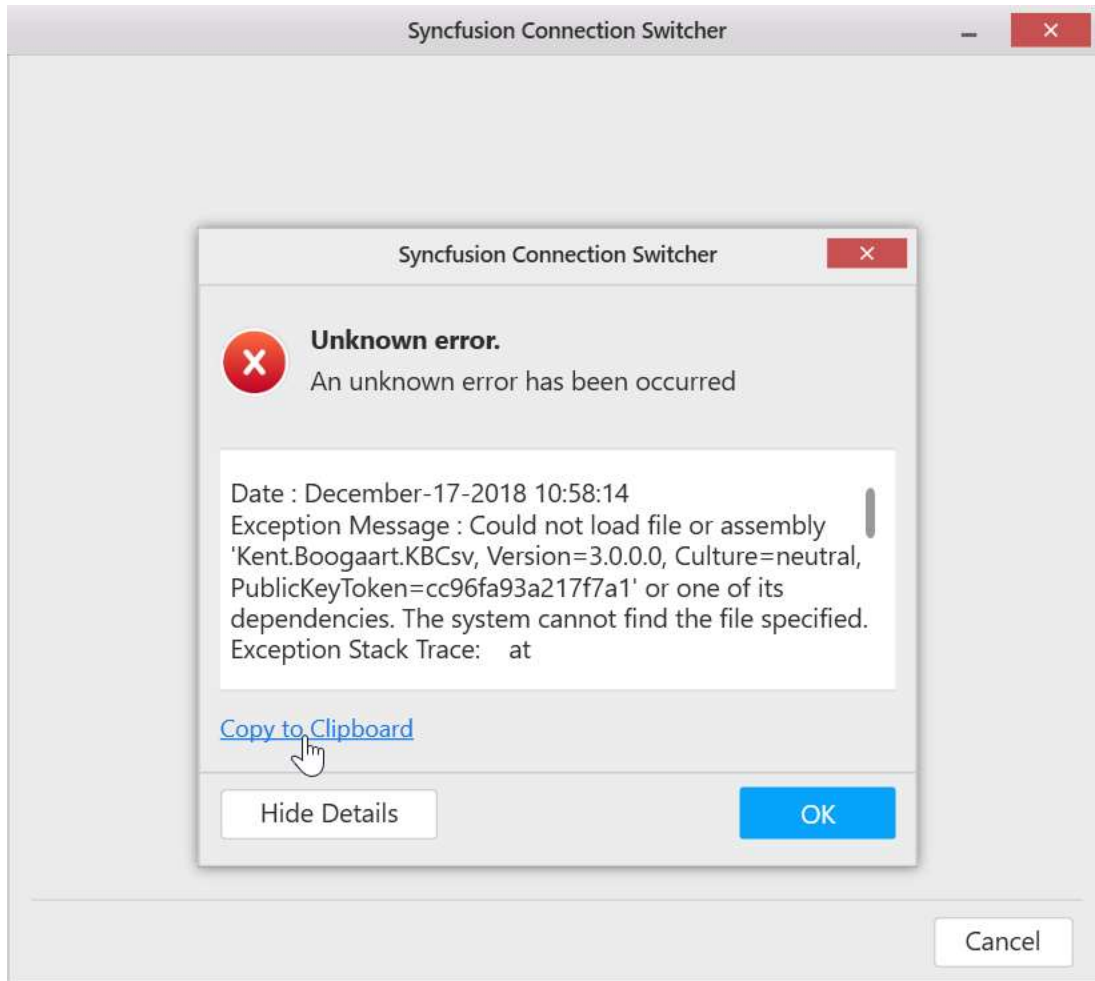 Syncfusion Connection Switcher
Syncfusion Connection Switcher
Unknown error.
An unknown error has been occurred
Date : December-17-2018 10:58:14
Exception Message : Could not load file or assembly
'Kent.Boogaart.KBCsv, Version=3.0.0.0, Culture=neutral,
PublicKeyToken=cc96fa93a217f7a1' or one of its
dependencies. The system cannot find the file specified.
Exception Stack Trace:    at
Copy to Clipboard
Hide Details
OK
Cancel